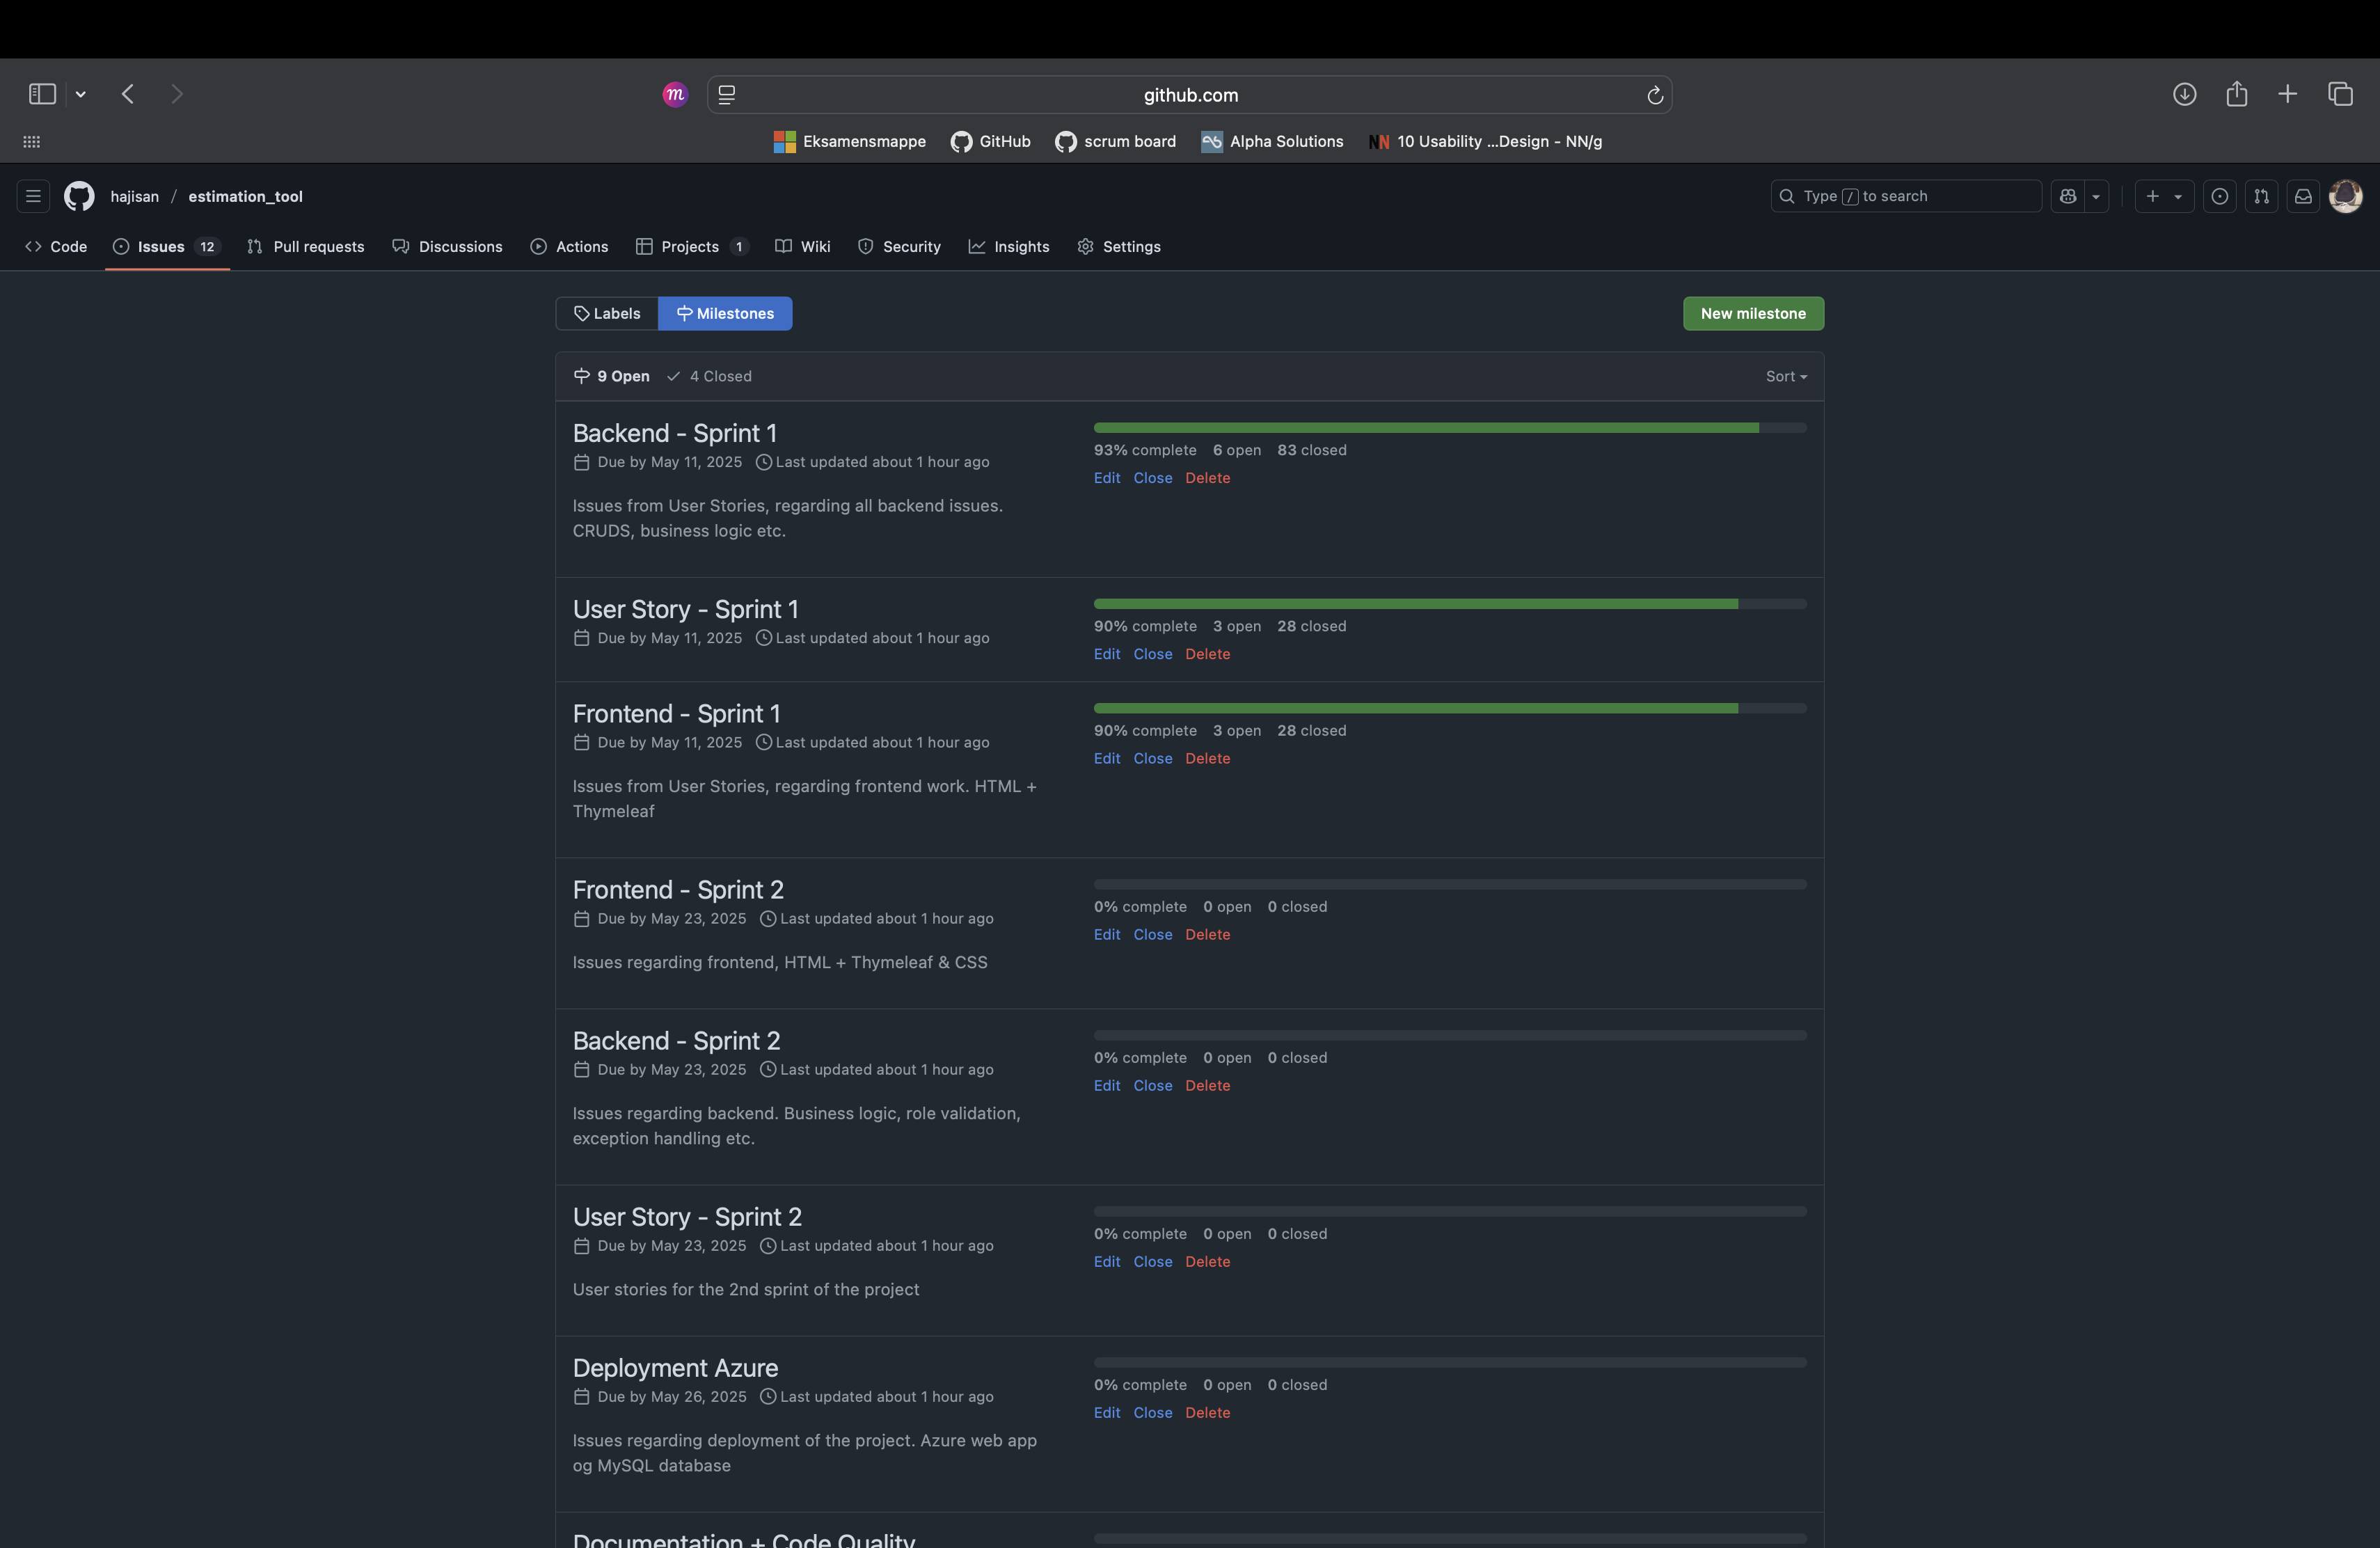 github.com
Eksamensmappe GitHub scrum board Alpha Solutions NN 10 Usability ...Design - NN/g
hajisan / estimation_tool Type / to search
Code Issues 12 Pull requests Discussions Actions Projects 1 Wiki Security Insights Settings
Labels Milestones New milestone
9 Open 4 Closed Sort
Backend - Sprint 1
Due by May 11, 2025 Last updated about 1 hour ago
Issues from User Stories, regarding all backend issues.
CRUDS, business logic etc.
93% complete 6 open 83 closed
Edit Close Delete
User Story - Sprint 1
Due by May 11, 2025 Last updated about 1 hour ago
90% complete 3 open 28 closed
Edit Close Delete
Frontend - Sprint 1
Due by May 11, 2025 Last updated about 1 hour ago
Issues from User Stories, regarding frontend work. HTML +
Thymeleaf
90% complete 3 open 28 closed
Edit Close Delete
Frontend - Sprint 2
Due by May 23, 2025 Last updated about 1 hour ago
Issues regarding frontend, HTML + Thymeleaf & CSS
0% complete 0 open 0 closed
Edit Close Delete
Backend - Sprint 2
Due by May 23, 2025 Last updated about 1 hour ago
Issues regarding backend. Business logic, role validation,
exception handling etc.
0% complete 0 open 0 closed
Edit Close Delete
User Story - Sprint 2
Due by May 23, 2025 Last updated about 1 hour ago
User stories for the 2nd sprint of the project
0% complete 0 open 0 closed
Edit Close Delete
Deployment Azure
Due by May 26, 2025 Last updated about 1 hour ago
Issues regarding deployment of the project. Azure web app
og MySQL database
0% complete 0 open 0 closed
Edit Close Delete
Documentation + Code Quality